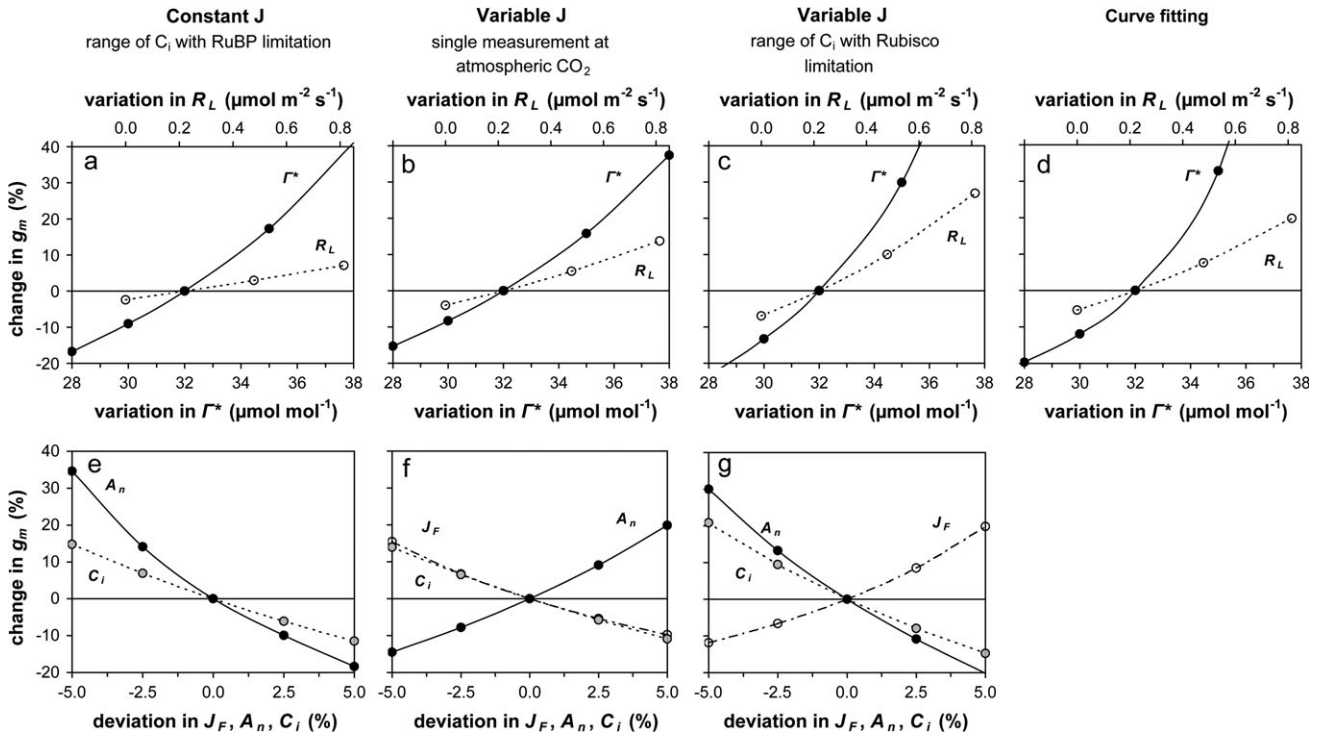 Constant J
range of Ci with RuBP limitation
Variable J
single measurement at
atmospheric CO2
Variable J
range of Ci with Rubisco
limitation
Curve fitting
variation in RL (µmol m-2 s-1)
variation in RL (µmol m-2 s-1)
variation in RL (µmol m-2 s-1)
variation in RL (µmol m-2 s-1)
0.0 0.2 0.4 0.6 0.8
0.0 0.2 0.4 0.6 0.8
0.0 0.2 0.4 0.6 0.8
0.0 0.2 0.4 0.6 0.8
change in gm (%)
40
30
20
10
0
-10
-20
a
Γ*
RL
b
Γ*
RL
c
Γ*
RL
d
Γ*
RL
28 30 32 34 36 38
28 30 32 34 36 38
28 30 32 34 36 38
28 30 32 34 36 38
variation in Γ* (µmol mol-1)
variation in Γ* (µmol mol-1)
variation in Γ* (µmol mol-1)
variation in Γ* (µmol mol-1)
change in gm (%)
40
30
20
10
0
-10
-20
e
An
Ci
f
JF
An
Ci
g
An
JF
Ci
-5.0 -2.5 0.0 2.5 5.0
-5.0 -2.5 0.0 2.5 5.0
-5.0 -2.5 0.0 2.5 5.0
deviation in JF, An, Ci (%)
deviation in JF, An, Ci (%)
deviation in JF, An, Ci (%)